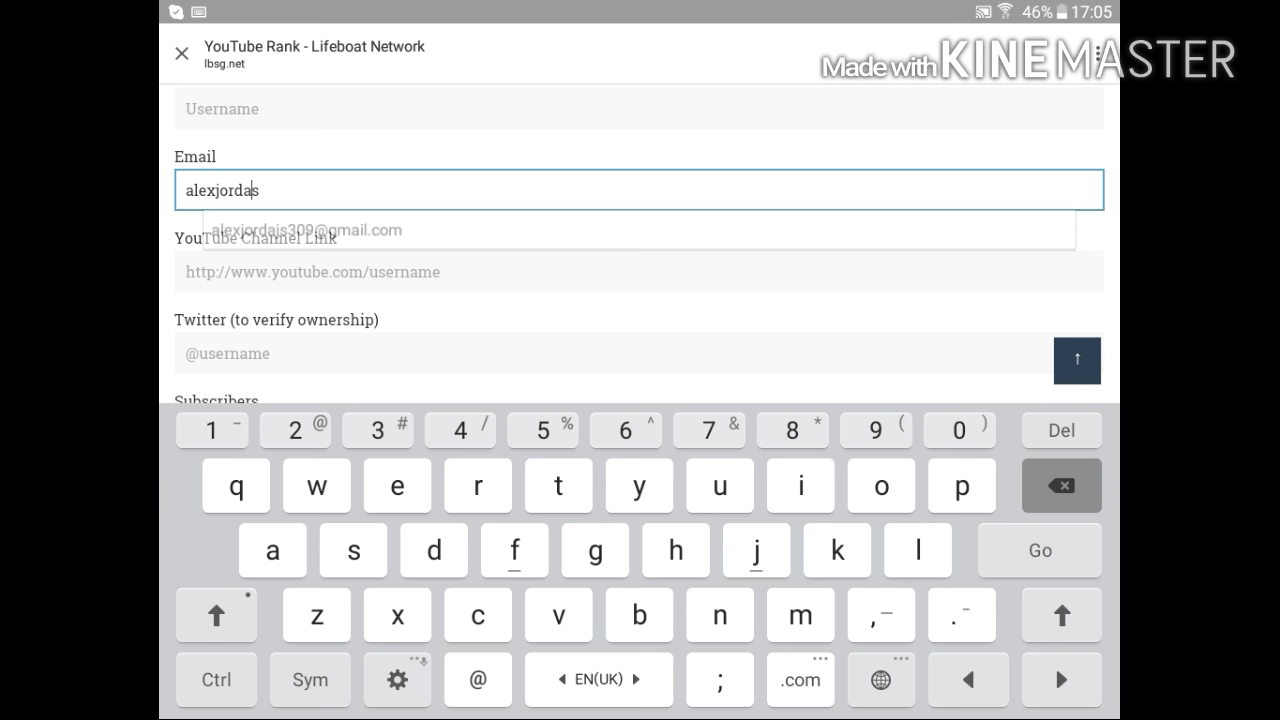 46% 17:05
YouTube Rank - Lifeboat Network
lbsg.net
Made with KINEMASTER
Username
Email
alexjordas
alexjordajs309@gmail.com
YouTube Channel Link
http://www.youtube.com/username
Twitter (to verify ownership)
@username
Subscribers
1 - 2 @ 3 # 4 / 5 % 6 ^ 7 & 8 * 9 ( 0 ) Del
q w e r t y u i o p
a s d f g h j k l Go
z x c v b n m , — . -
Ctrl Sym @ EN(UK) ; .com